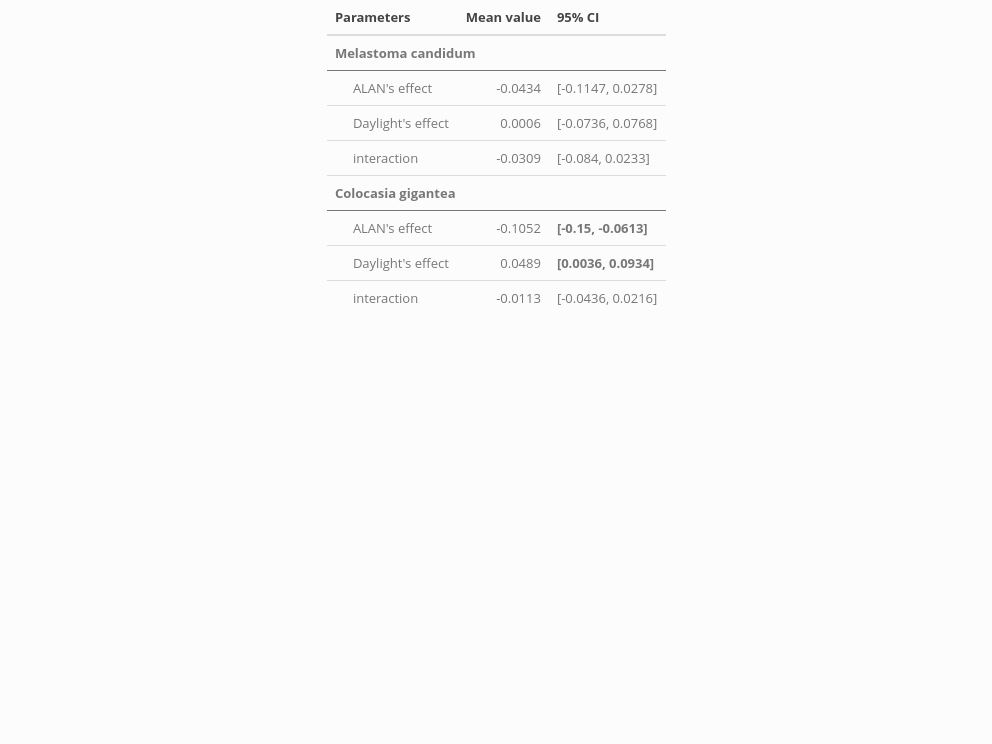 Parameters Mean value 95% CI
Melastoma candidum
ALAN's effect -0.0434 [-0.1147, 0.0278]
Daylight's effect 0.0006 [-0.0736, 0.0768]
interaction -0.0309 [-0.084, 0.0233]
Colocasia gigantea
ALAN's effect -0.1052 [-0.15, -0.0613]
Daylight's effect 0.0489 [0.0036, 0.0934]
interaction -0.0113 [-0.0436, 0.0216]